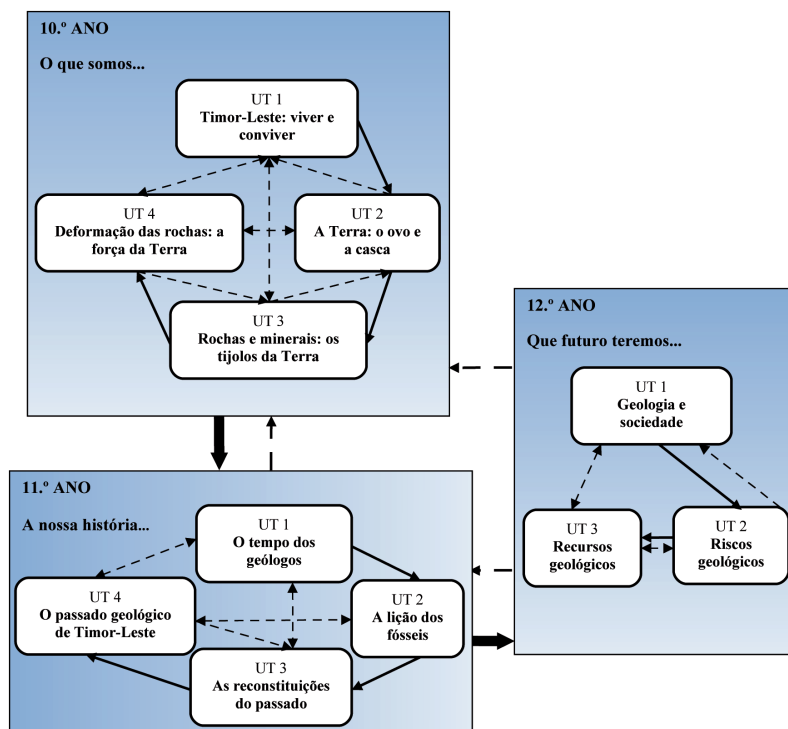 10.º ANO
O que somos...
UT 1
Timor-Leste: viver e
conviver
UT 4
Deformação das rochas: a
força da Terra
UT 2
A Terra: o ovo e
a casca
UT 3
Rochas e minerais: os
tijolos da Terra
12.º ANO
Que futuro teremos...
UT 1
Geologia e
sociedade
UT 3
Recursos
geológicos
UT 2
Riscos
geológicos
11.º ANO
A nossa história...
UT 1
O tempo dos
geólogos
UT 4
O passado geológico
de Timor-Leste
UT 2
A lição dos
fósseis
UT 3
As reconstituições
do passado